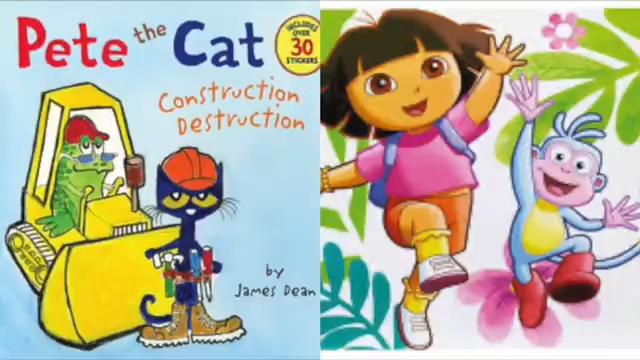 Pete the Cat
INCLUDES
OVER
30
STICKERS
Construction
Destruction
by
James Dean